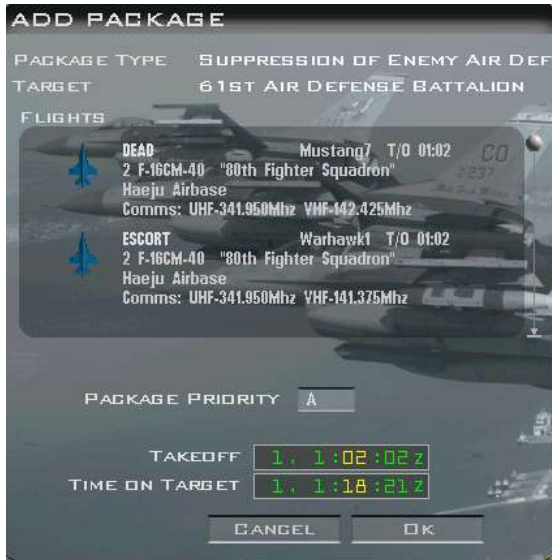 ADD PACKAGE
PACKAGE TYPE SUPPRESSION OF ENEMY AIR DEF
TARGET 61ST AIR DEFENSE BATTALION
FLIGHTS
DEAD Mustang7 T/O 01:02
2 F-16CM-40 "80th Fighter Squadron"
Haeju Airbase
Comms: UHF-341.950Mhz VHF-142.425Mhz
ESCORT Warhawk1 T/O 01:02
2 F-16CM-40 "80th Fighter Squadron"
Haeju Airbase
Comms: UHF-341.950Mhz VHF-141.375Mhz
CO
PACKAGE PRIORITY A
TAKEOFF 1, 1:02:02z
TIME ON TARGET 1, 1:18:21z
CANCEL OK